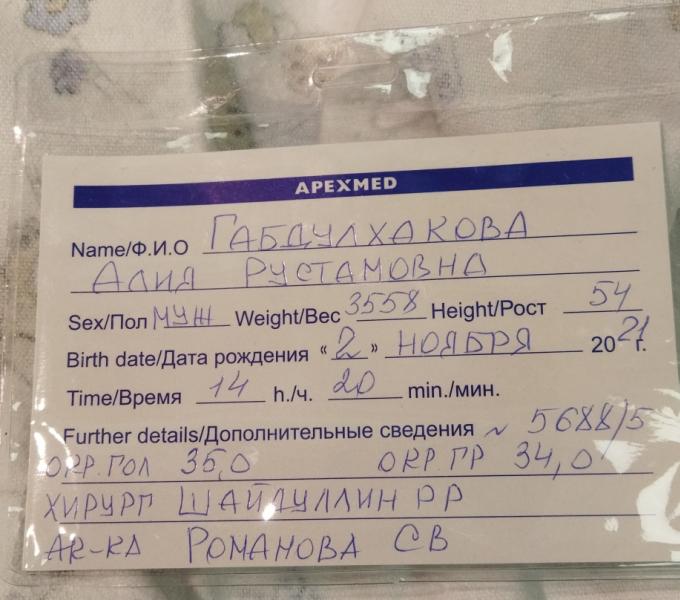 APEXMED
Name/Ф.И.О ГАБДУЛХАКОВА
АЛИЯ РУСТАМОВНА
Sex/Пол МУЖ Weight/Вес 3558 Height/Рост 54
Birth date/Дата рождения «2» НОЯБРЯ 2021 г.
Time/Время 14 h./ч. 20 min./мин.
Further details/Дополнительные сведения ~ 5688/5
ОКР.ГОЛ 35,0 ОКР.ГР 34,0
ХИРУРГ ШАЙДУЛЛИН РР
АК-КА РОМАНОВА СВ